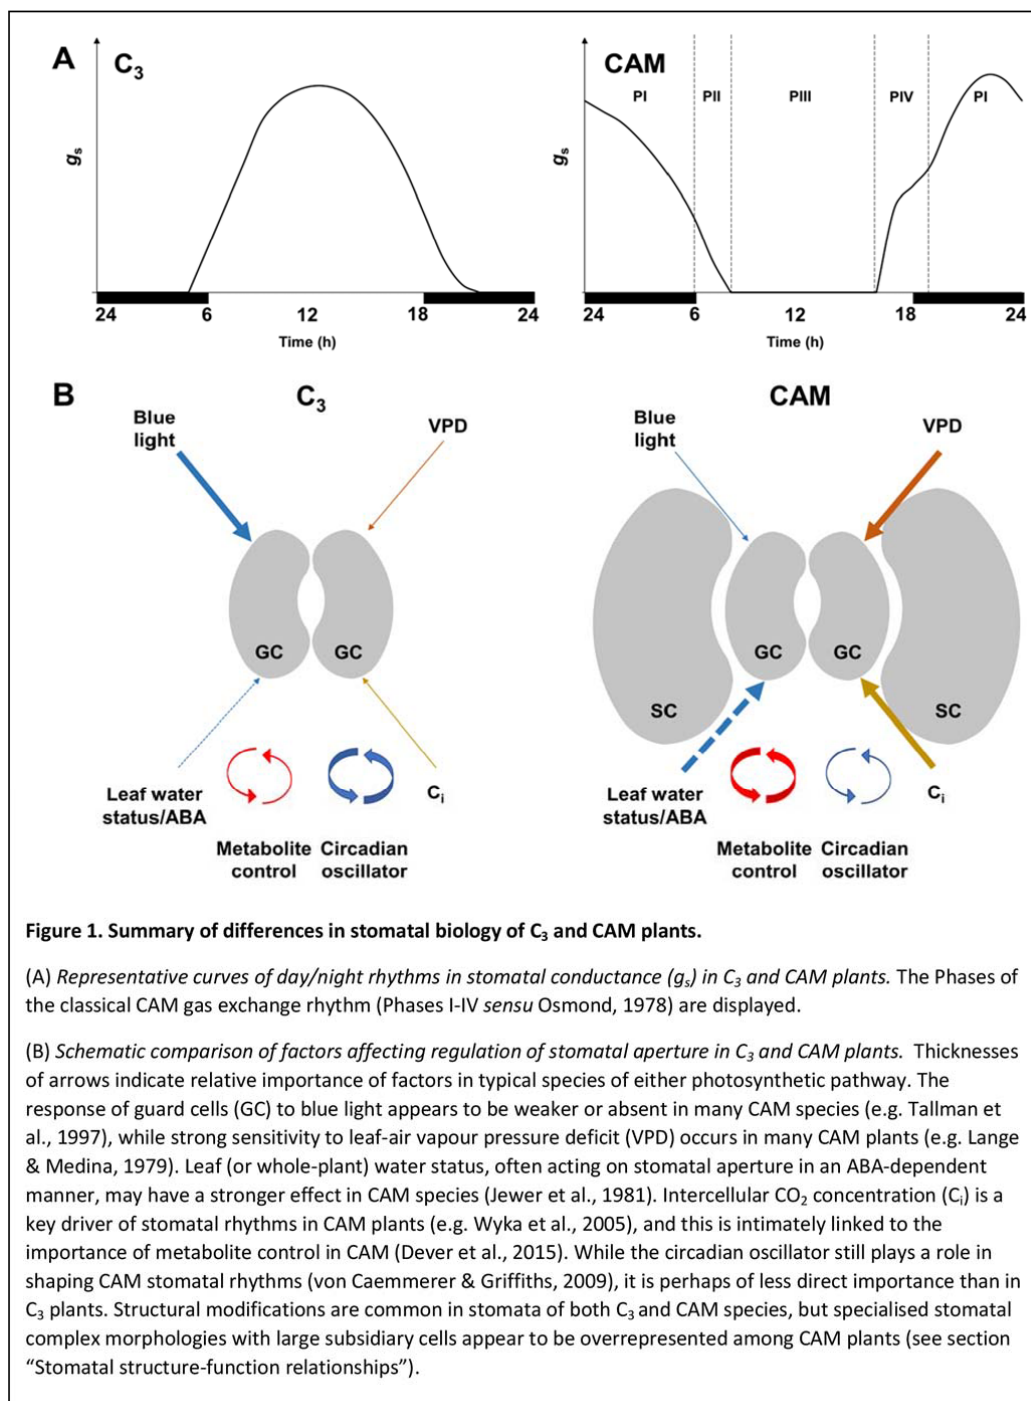 A
C3
gs
24
6
12
18
24
Time (h)
CAM
PI
PII
PIII
PIV
PI
gs
24
6
12
18
24
Time (h)
B
C3
Blue
light
VPD
GC
GC
Leaf water
status/ABA
Ci
Metabolite
control
Circadian
oscillator
CAM
Blue
light
VPD
GC
GC
SC
SC
Leaf water
status/ABA
Ci
Metabolite
control
Circadian
oscillator
Figure 1. Summary of differences in stomatal biology of C3 and CAM plants.
(A) Representative curves of day/night rhythms in stomatal conductance (gs) in C3 and CAM plants. The Phases of
the classical CAM gas exchange rhythm (Phases I-IV sensu Osmond, 1978) are displayed.
(B) Schematic comparison of factors affecting regulation of stomatal aperture in C3 and CAM plants. Thicknesses
of arrows indicate relative importance of factors in typical species of either photosynthetic pathway. The
response of guard cells (GC) to blue light appears to be weaker or absent in many CAM species (e.g. Tallman et
al., 1997), while strong sensitivity to leaf-air vapour pressure deficit (VPD) occurs in many CAM plants (e.g. Lange
& Medina, 1979). Leaf (or whole-plant) water status, often acting on stomatal aperture in an ABA-dependent
manner, may have a stronger effect in CAM species (Jewer et al., 1981). Intercellular CO2 concentration (Ci) is a
key driver of stomatal rhythms in CAM plants (e.g. Wyka et al., 2005), and this is intimately linked to the
importance of metabolite control in CAM (Dever et al., 2015). While the circadian oscillator still plays a role in
shaping CAM stomatal rhythms (von Caemmerer & Griffiths, 2009), it is perhaps of less direct importance than in
C3 plants. Structural modifications are common in stomata of both C3 and CAM species, but specialised stomatal
complex morphologies with large subsidiary cells appear to be overrepresented among CAM plants (see section
“Stomatal structure-function relationships”).